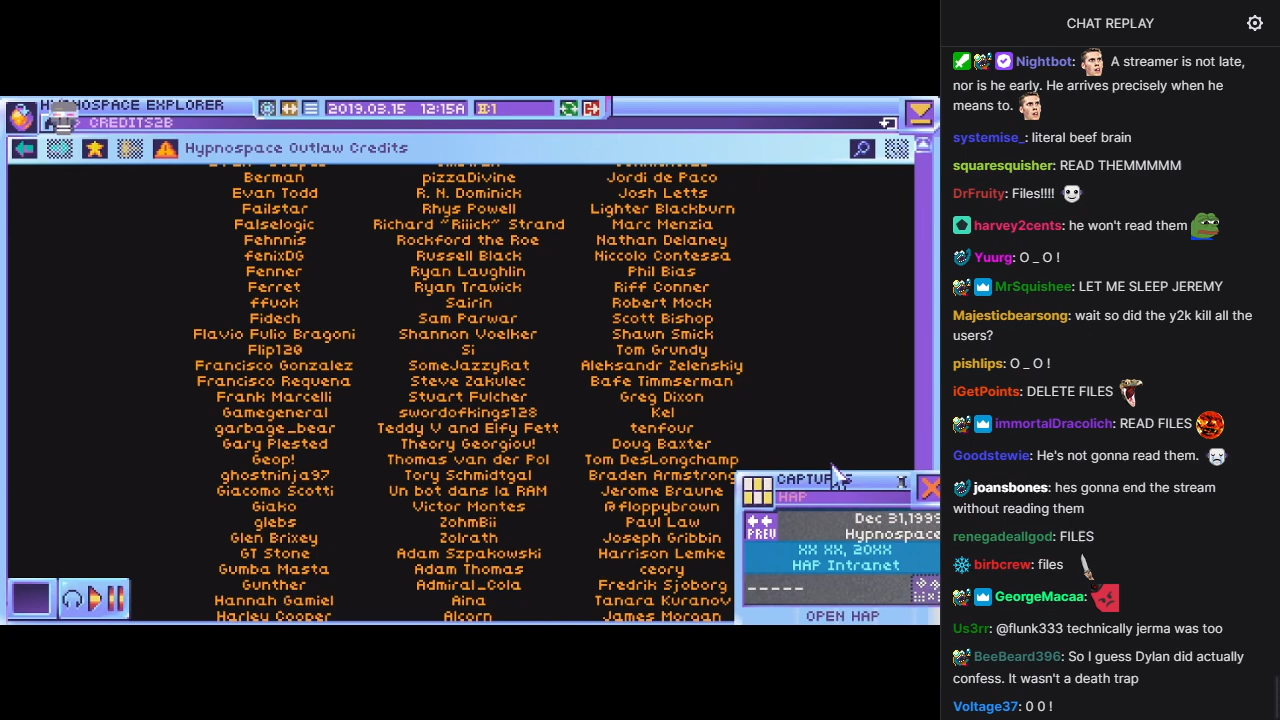 HYPNOSPACE EXPLORER
2019.03.15 12:15A
CREDITS2B
Hypnospace Outlaw Credits
Berman pizzaDivine Jordi de Paco
Evan Todd R. N. Dominick Josh Letts
Failstar Rhys Powell Lighter Blackburn
Falselogic Richard "Riiick" Strand Marc Menzia
Fehnnis Rockford the Roe Nathan Delaney
fenixDG Russell Black Niccolo Contessa
Fenner Ryan Laughlin Phil Bias
Ferret Ryan Trawick Riff Conner
ffuok Sairin Robert Mock
Fidech Sam Parwar Scott Bishop
Flavio Fulio Bragoni Shannon Voelker Shawn Smick
Flip120 Si Tom Grundy
Francisco Gonzalez SomeJazzyRat Aleksandr Zelenskiy
Francisco Requena Steve Zakulec Bafe Timmserman
Frank Marcelli Stuart Fulcher Greg Dixon
Gamegeneral swordofkings128 Kel
garbage_bear Teddy V and Elfy Fett tenfour
Gary Plested Theory Georgiou! Doug Baxter
Geop! Thomas van der Pol Tom DesLongchamp
ghostninja97 Tory Schmidtgal Braden Armstrong
Giacomo Scotti Un bot dans la RAM Jerome Braune
Giako Victor Montes @floppybrown
glebs ZohmBii Paul Law
Glen Brixey Zolrath Joseph Gribbin
GT Stone Adam Szpakowski Harrison Lemke
Gumba Masta Adam Thomas ceory
Gunther Admiral_Cola Fredrik Sjoborg
Hannah Gamiel Aina Tanara Kuranov
Harley Cooper Alcorn James Morgan
HAP
PREV
Dec 31,1999
Hypnospace
XX XX, 20XX
HAP Intranet
-----
OPEN HAP
CHAT REPLAY
Nightbot: A streamer is not late,
nor is he early. He arrives precisely when he
means to.
systemise_: literal beef brain
squaresquisher: READ THEMMMMM
DrFruity: Files!!!!
harvey2cents: he won't read them
Yuurg: O _ O !
MrSquishee: LET ME SLEEP JEREMY
Majesticbearsong: wait so did the y2k kill all the
users?
pishlips: O _ O !
iGetPoints: DELETE FILES
immortalDracolich: READ FILES
Goodstewie: He's not gonna read them.
joansbones: hes gonna end the stream
without reading them
renegadeallgod: FILES
birbcrew: files
GeorgeMacaa:
Us3rr: @flunk333 technically jerma was too
BeeBeard396: So I guess Dylan did actually
confess. It wasn't a death trap
Voltage37: 0 0 !